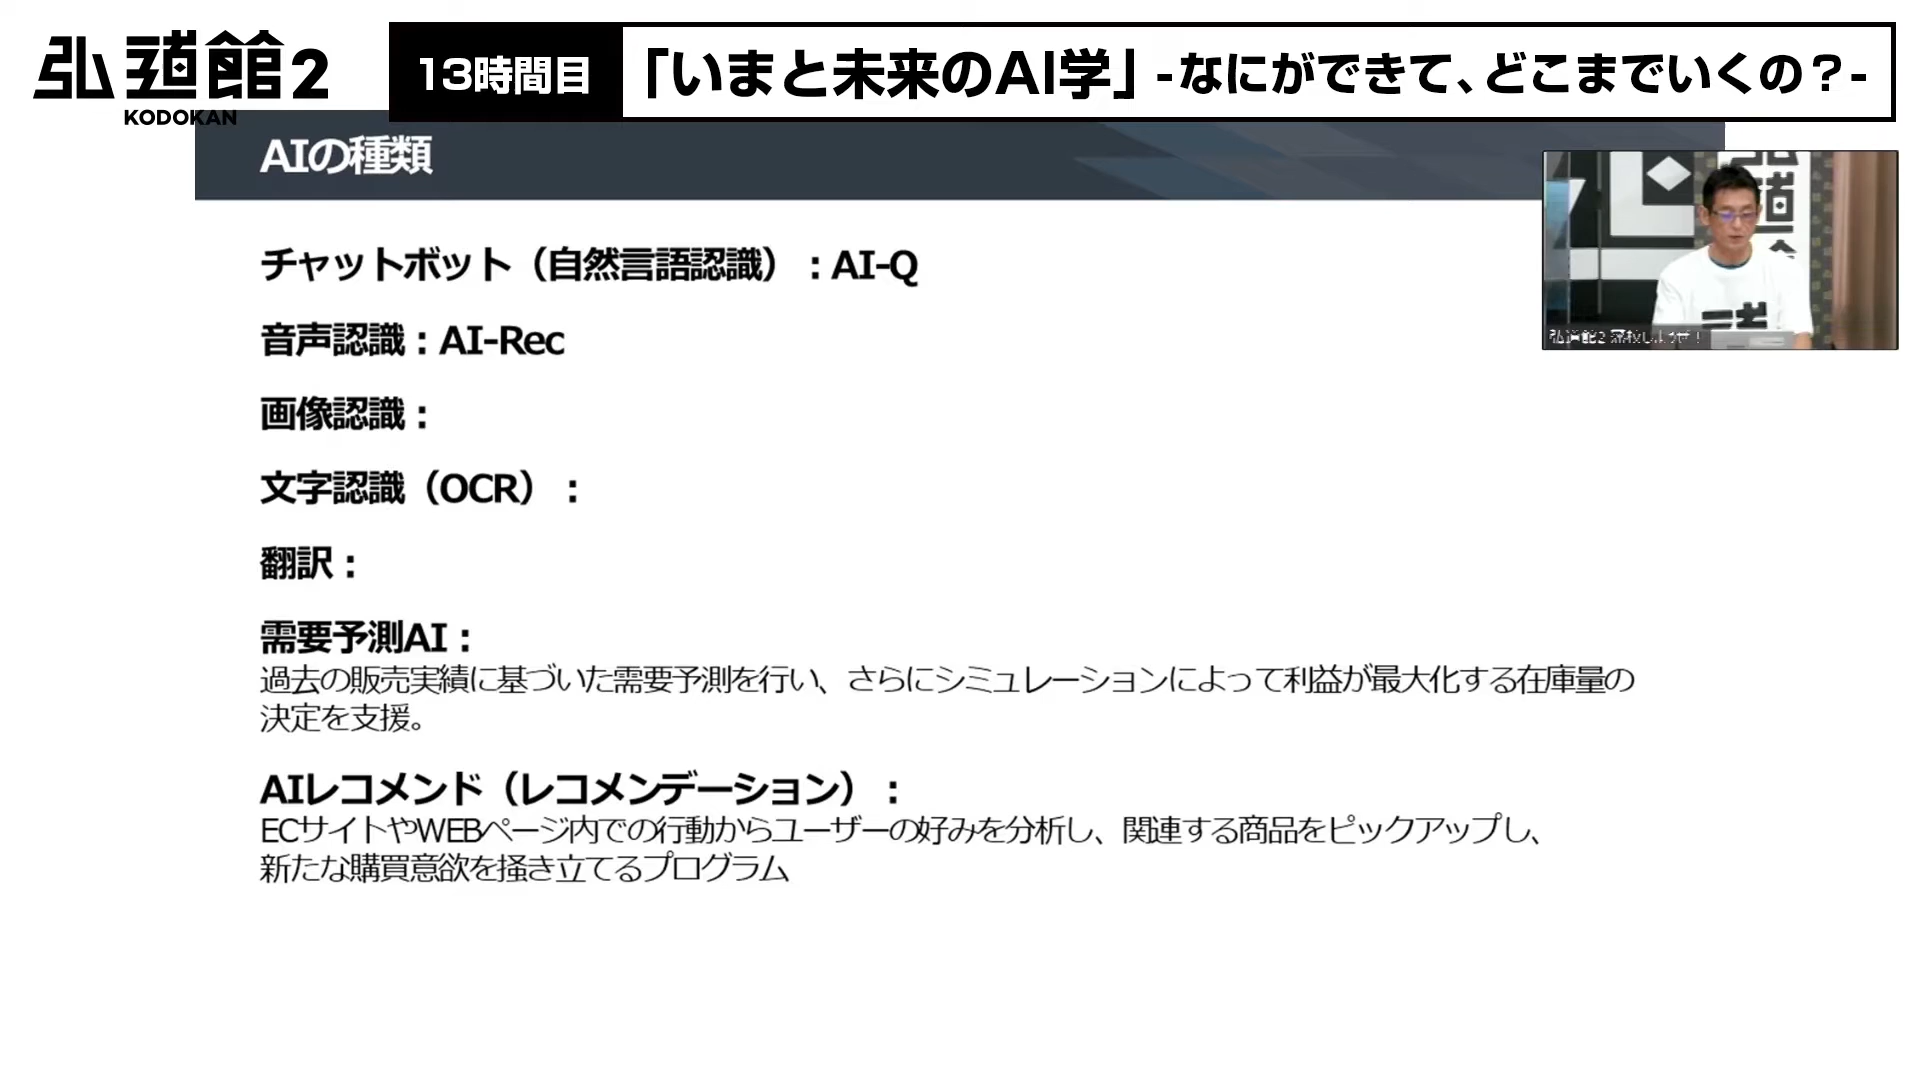 弘道館2
KODOKAN
13時間目
「いまと未来のAI学」-なにができて、どこまでいくの？-
AIの種類
チャットボット（自然言語認識）：AI-Q
音声認識：AI-Rec
画像認識：
文字認識（OCR）：
翻訳：
需要予測AI：
過去の販売実績に基づいた需要予測を行い、さらにシミュレーションによって利益が最大化する在庫量の
決定を支援。
AIレコメンド（レコメンデーション）：
ECサイトやWEBページ内での行動からユーザーの好みを分析し、関連する商品をピックアップし、
新たな購買意欲を掻き立てるプログラム